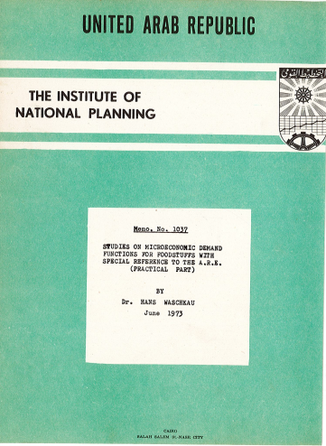 UNITED ARAB REPUBLIC
THE INSTITUTE OF
NATIONAL PLANNING
Memo. No. 1037
STUDIES ON MICROECONOMIC DEMAND
FUNCTIONS FOR FOODSTUFFS WITH
SPECIAL REFERENCE TO THE A.R.E.
(PRACTICAL PART)
BY
Dr. HANS WASCHKAU
June 1973
CAIRO
SALAH SALEM St-NASR CITY